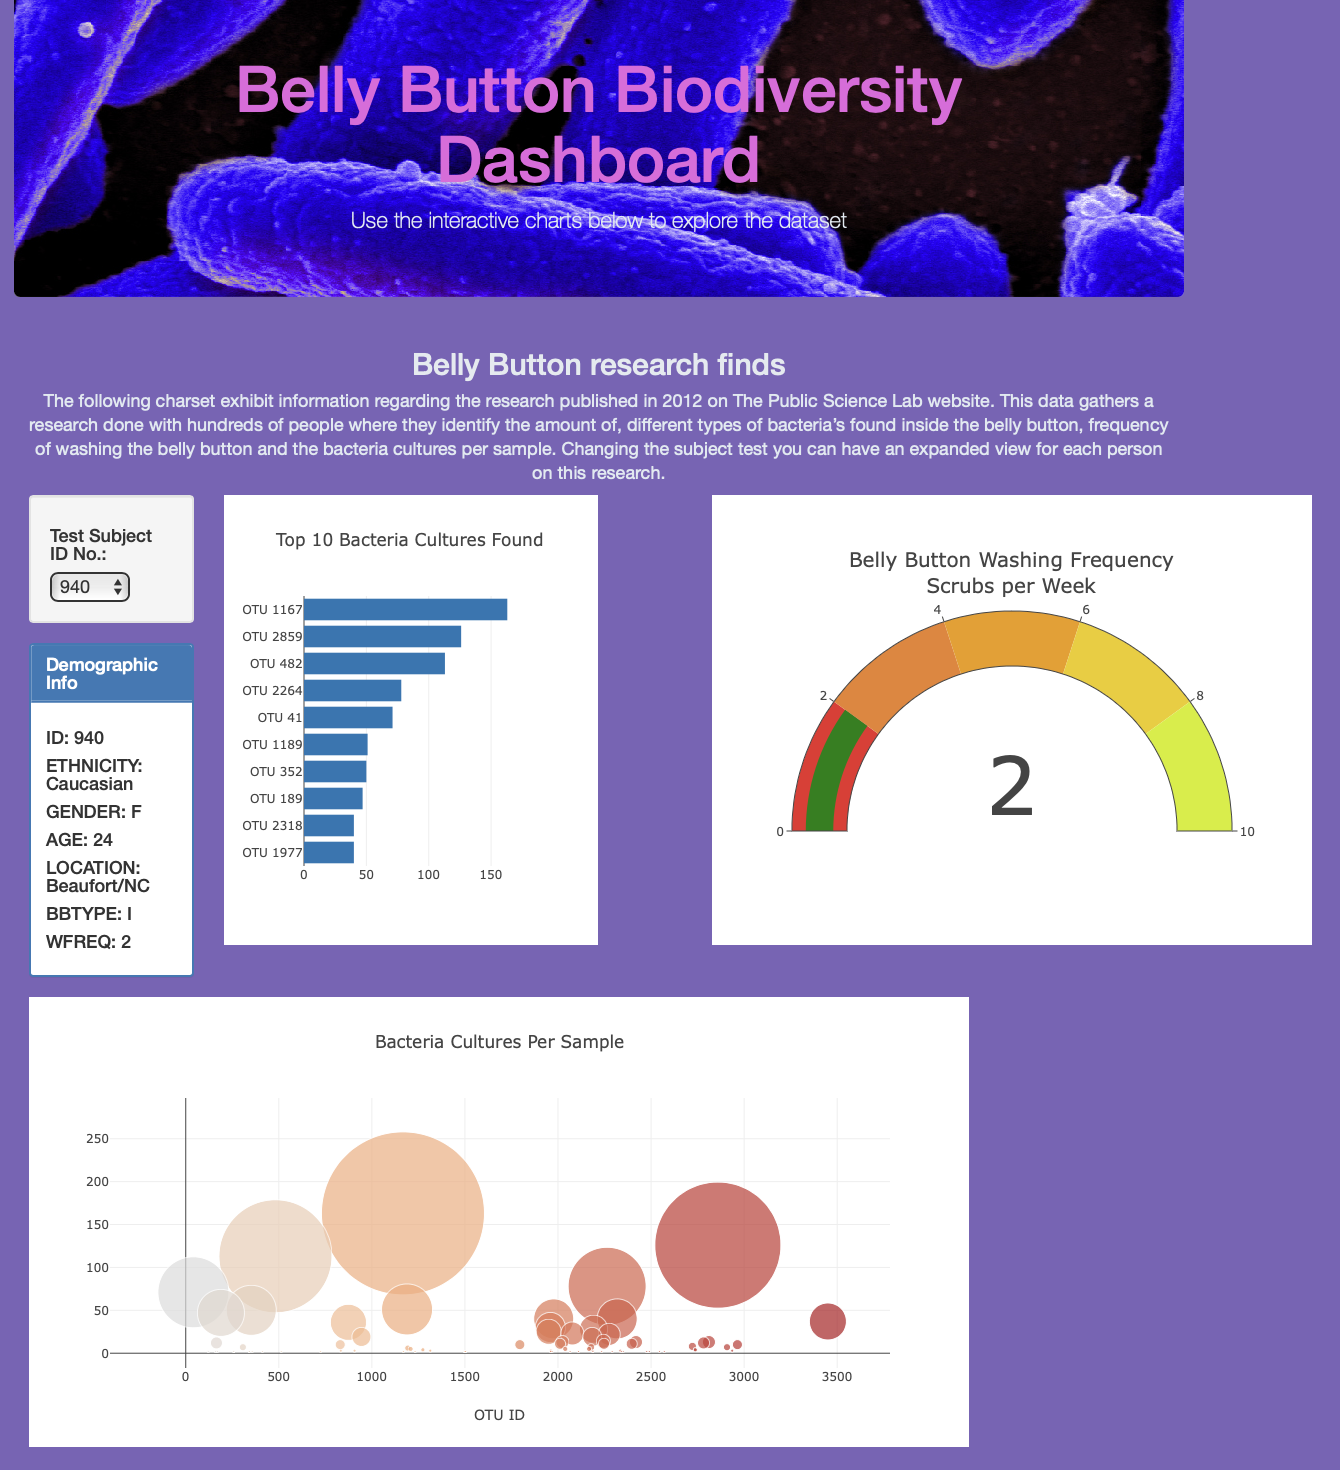 Belly Button Biodiversity
Dashboard
Use the interactive charts below to explore the dataset
Belly Button research finds
The following charset exhibit information regarding the research published in 2012 on The Public Science Lab website. This data gathers a
research done with hundreds of people where they identify the amount of, different types of bacteria's found inside the belly button, frequency
of washing the belly button and the bacteria cultures per sample. Changing the subject test you can have an expanded view for each person
on this research.
Test Subject
ID No.:
940
Demographic
Info
ID: 940
ETHNICITY:
Caucasian
GENDER: F
AGE: 24
LOCATION:
Beaufort/NC
BBTYPE: I
WFREQ: 2
Top 10 Bacteria Cultures Found
OTU 1167
OTU 2859
OTU 482
OTU 2264
OTU 41
OTU 1189
OTU 352
OTU 189
OTU 2318
OTU 1977
0 50 100 150
Belly Button Washing Frequency
Scrubs per Week
4 6
2 8
2
0 10
Bacteria Cultures Per Sample
250
200
150
100
50
0
0 500 1000 1500 2000 2500 3000 3500
OTU ID